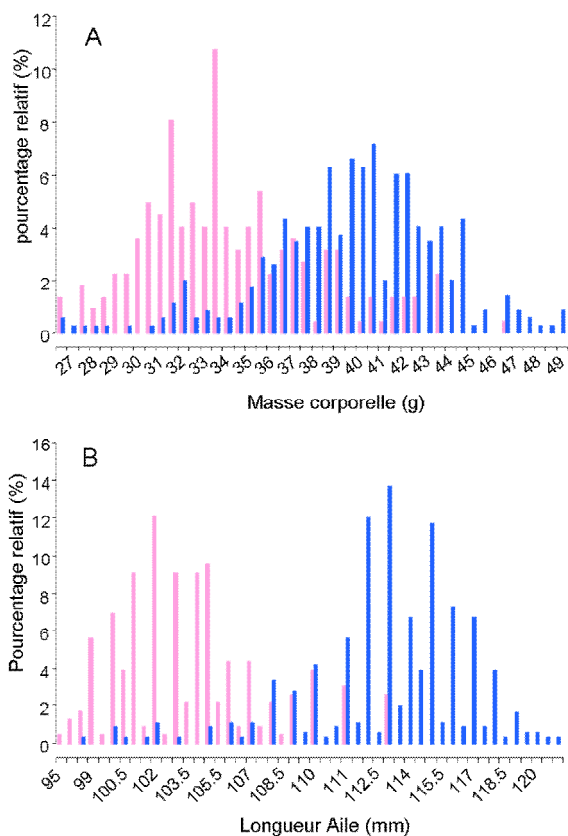 A
pourcentage relatif (%)
12
10
8
6
4
2
0
27 28 29 30 31 32 33 34 35 36 37 38 39 40 41 42 43 44 45 46 47 48 49
Masse corporelle (g)
B
Pourcentage relatif (%)
16
14
12
10
8
6
4
2
0
95 99 100.5 102 103.5 105.5 107 108.5 110 111 112.5 114 115.5 117 118.5 120
Longueur Aile (mm)